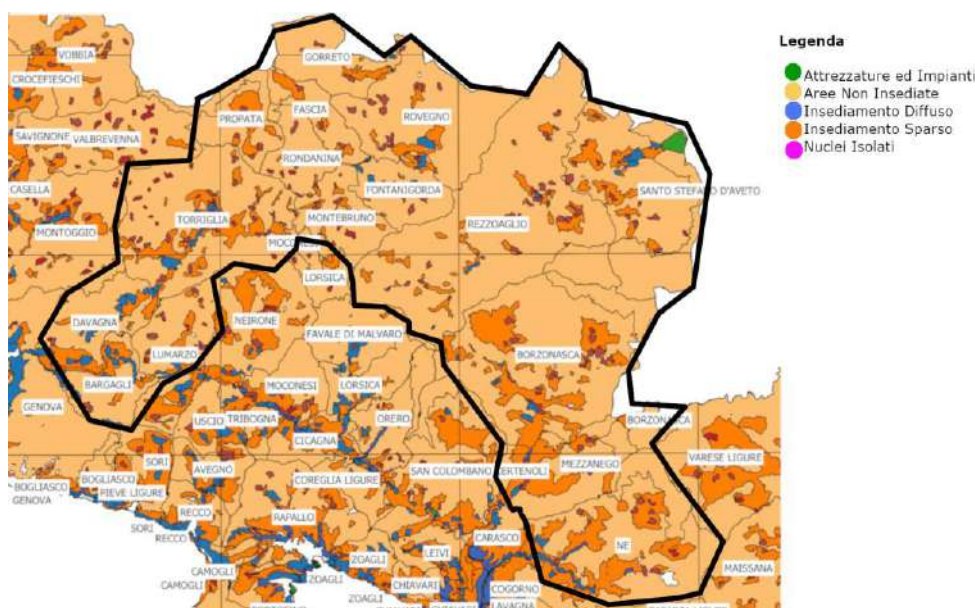 GORRETO
VOBBIA
CROCEFIESCHI
FASCIA
PROPATA
ROVEGNO
SAVIGNONE
VALBREVENNA
RONDANINA
CASELLA
FONTANIGORDA
SANTO STEFANO D'AVETO
TORRIGLIA
MONTEBRUNO
REZZOAGLIO
MONTOGGIO
MOCONESI
LORSICA
DAVAGNA
NEIRONE
FAVALE DI MALVARO
LUMARZO
BORZONASCA
BARGAGLI
MOCONESI
LORSICA
GENOVA
USCIO
TRIBOGNA
ORERO
BORZONASCA
CICAGNA
SORI
AVEGNO
SAN COLOMBANO CERTENOLI
MEZZANEGO
VARESE LIGURE
BOGLIASCO
BOGLIASCO
COREGLIA LIGURE
PIEVE LIGURE
GENOVA
RECCO
SORI
RAPALLO
RECCO
CARASCO
NE
LEIVI
ZOAGLI
CAMOGLI
MAISSANA
ZOAGLI
CHIAVARI
CAMOGLI
COGORNO
ZOAGLI
LAVAGNA
Legenda
Attrezzature ed Impianti
Aree Non Insediate
Insediamento Diffuso
Insediamento Sparso
Nuclei Isolati